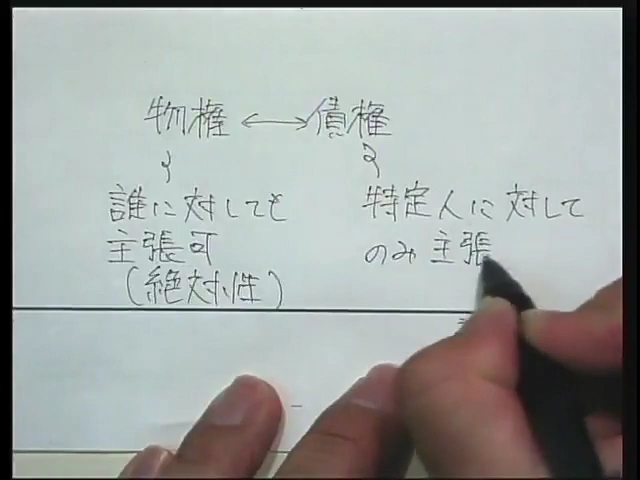 物権 ↔ 債権
誰に対しても
主張可
(絶対性)
特定人に対して
のみ主張